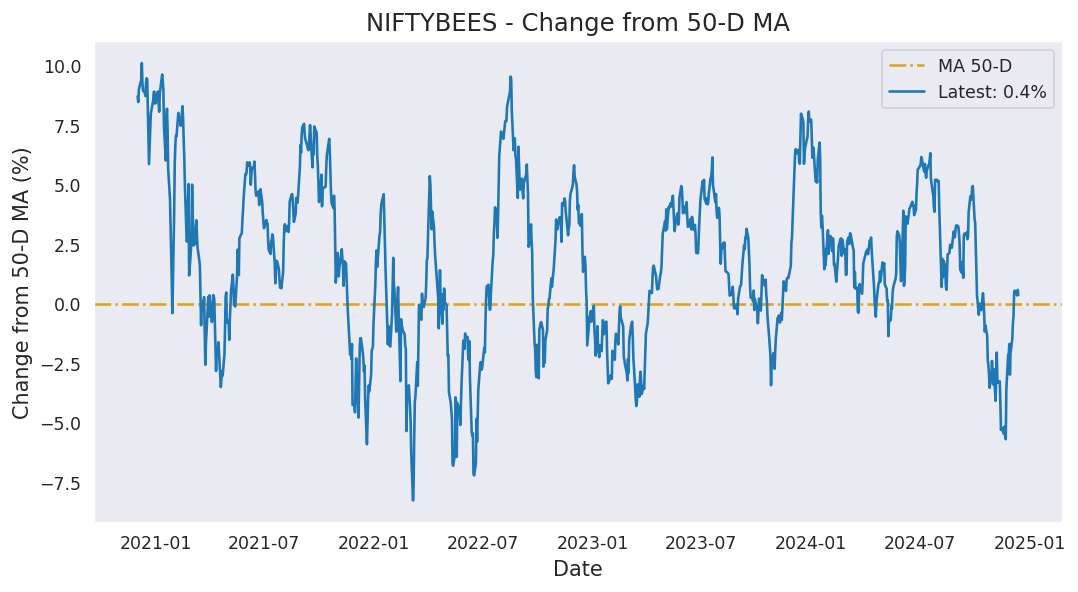 NIFTYBEES - Change from 50-D MA
MA 50-D
Latest: 0.4%
Change from 50-D MA (%)
10.0
7.5
5.0
2.5
0.0
−2.5
−5.0
−7.5
2021-01 2021-07 2022-01 2022-07 2023-01 2023-07 2024-01 2024-07 2025-01
Date